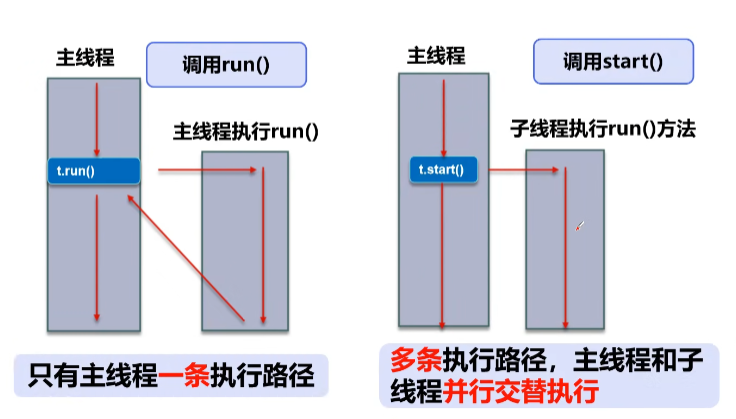 主线程
调用run()
主线程执行run()
t.run()
只有主线程一条执行路径
主线程
调用start()
子线程执行run()方法
t.start()
多条执行路径，主线程和子
线程并行交替执行